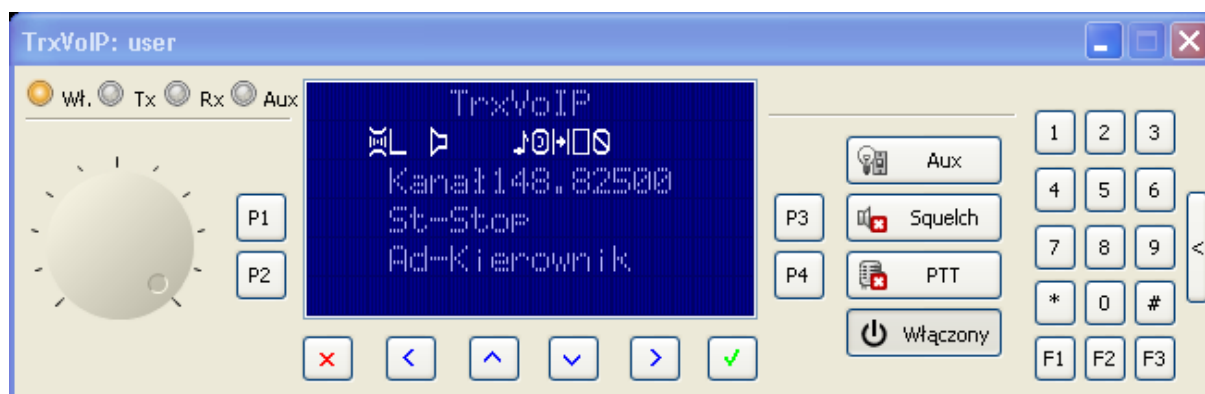 TrxVoIP: user
Wł. Tx Rx Aux
TrxVoIP
Kanał148.82500
St-Stop
Ad-Kierownik
P1
P2
P3
P4
Aux
Squelch
PTT
Włączony
1 2 3
4 5 6
7 8 9
* 0 #
F1 F2 F3
<